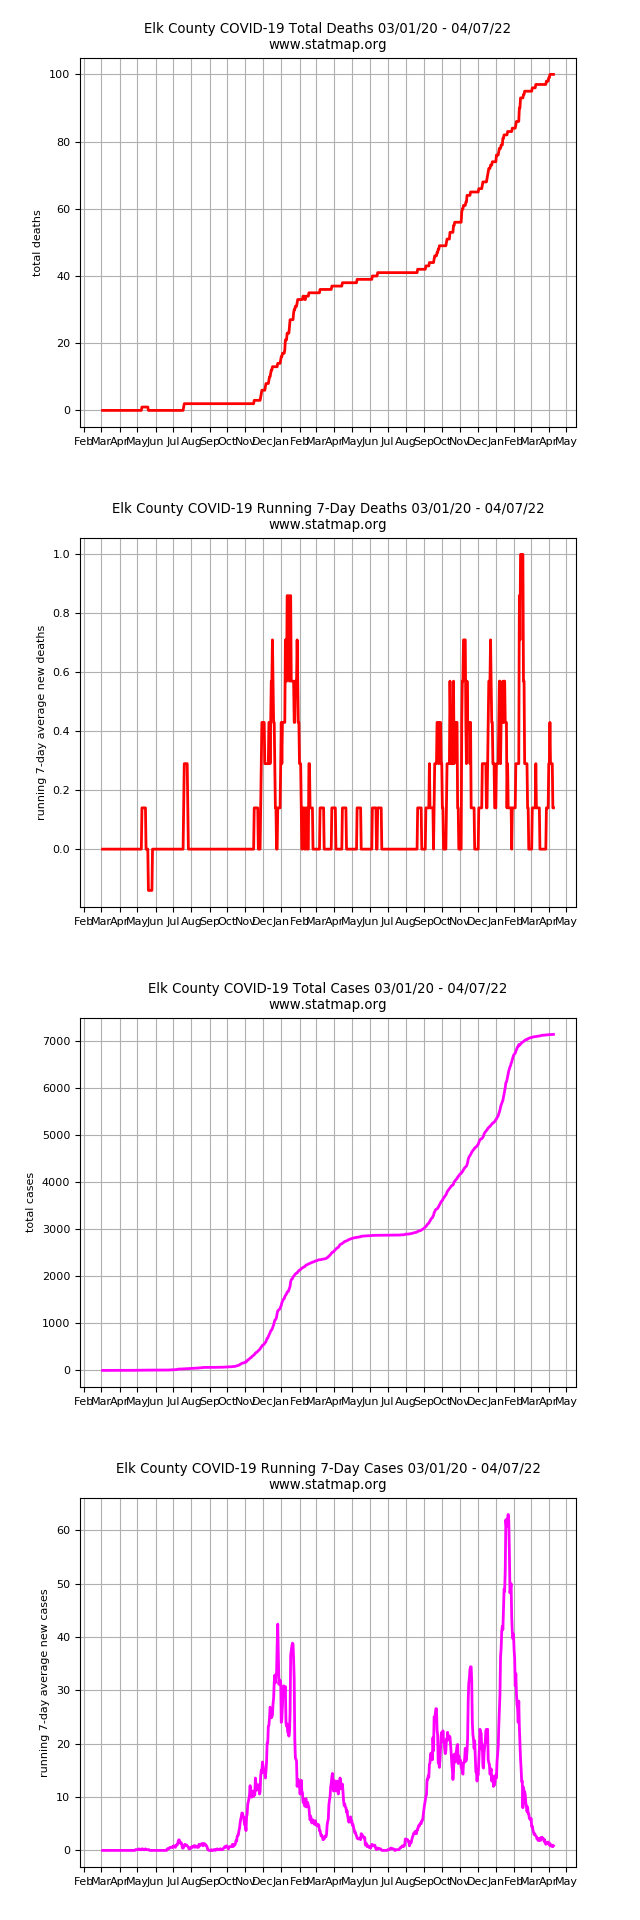 Elk County COVID-19 Total Deaths 03/01/20 - 04/07/22
www.statmap.org
100
80
60
40
20
0
total deaths
Feb Mar Apr May Jun Jul Aug Sep Oct Nov Dec Jan Feb Mar Apr May Jun Jul Aug Sep Oct Nov Dec Jan Feb Mar Apr May
Elk County COVID-19 Running 7-Day Deaths 03/01/20 - 04/07/22
www.statmap.org
1.0
0.8
0.6
0.4
0.2
0.0
running 7-day average new deaths
Feb Mar Apr May Jun Jul Aug Sep Oct Nov Dec Jan Feb Mar Apr May Jun Jul Aug Sep Oct Nov Dec Jan Feb Mar Apr May
Elk County COVID-19 Total Cases 03/01/20 - 04/07/22
www.statmap.org
7000
6000
5000
4000
3000
2000
1000
0
total cases
Feb Mar Apr May Jun Jul Aug Sep Oct Nov Dec Jan Feb Mar Apr May Jun Jul Aug Sep Oct Nov Dec Jan Feb Mar Apr May
Elk County COVID-19 Running 7-Day Cases 03/01/20 - 04/07/22
www.statmap.org
60
50
40
30
20
10
0
running 7-day average new cases
Feb Mar Apr May Jun Jul Aug Sep Oct Nov Dec Jan Feb Mar Apr May Jun Jul Aug Sep Oct Nov Dec Jan Feb Mar Apr May